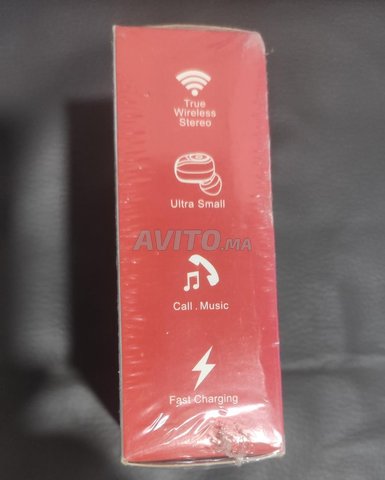 True
Wireless
Stereo
Ultra Small
AVITO.MA
Call . Music
Fast Charging